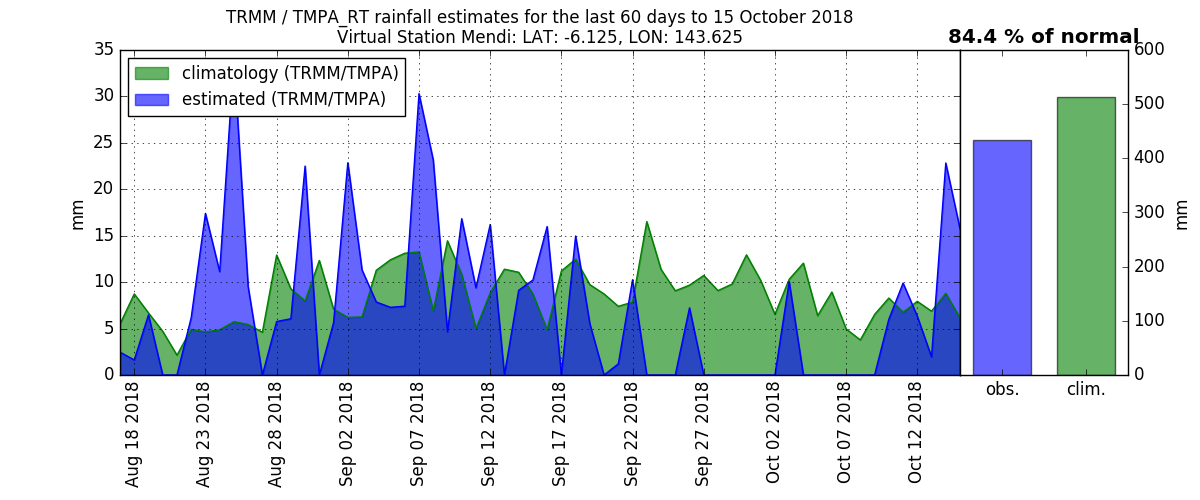 TRMM / TMPA_RT rainfall estimates for the last 60 days to 15 October 2018
Virtual Station Mendi: LAT: -6.125, LON: 143.625
84.4 % of normal
climatology (TRMM/TMPA)
estimated (TRMM/TMPA)
35
30
25
20
15
10
5
0
mm
Aug 18 2018
Aug 23 2018
Aug 28 2018
Sep 02 2018
Sep 07 2018
Sep 12 2018
Sep 17 2018
Sep 22 2018
Sep 27 2018
Oct 02 2018
Oct 07 2018
Oct 12 2018
600
500
400
300
200
100
0
mm
obs.
clim.